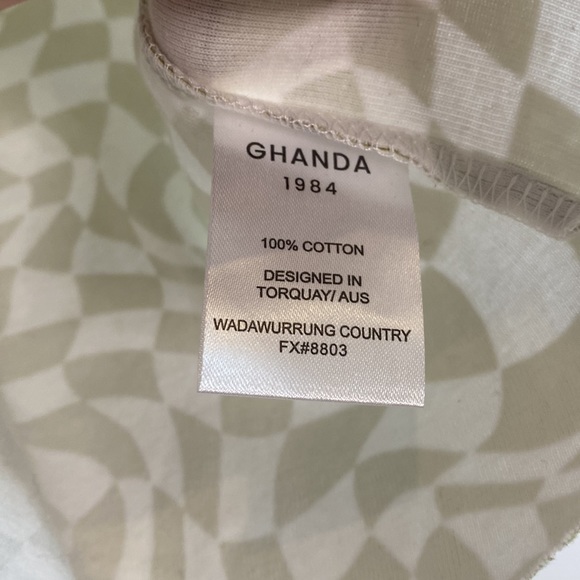 GHANDA
1984
100% COTTON
DESIGNED IN
TORQUAY/ AUS
WADAWURRUNG COUNTRY
FX#8803